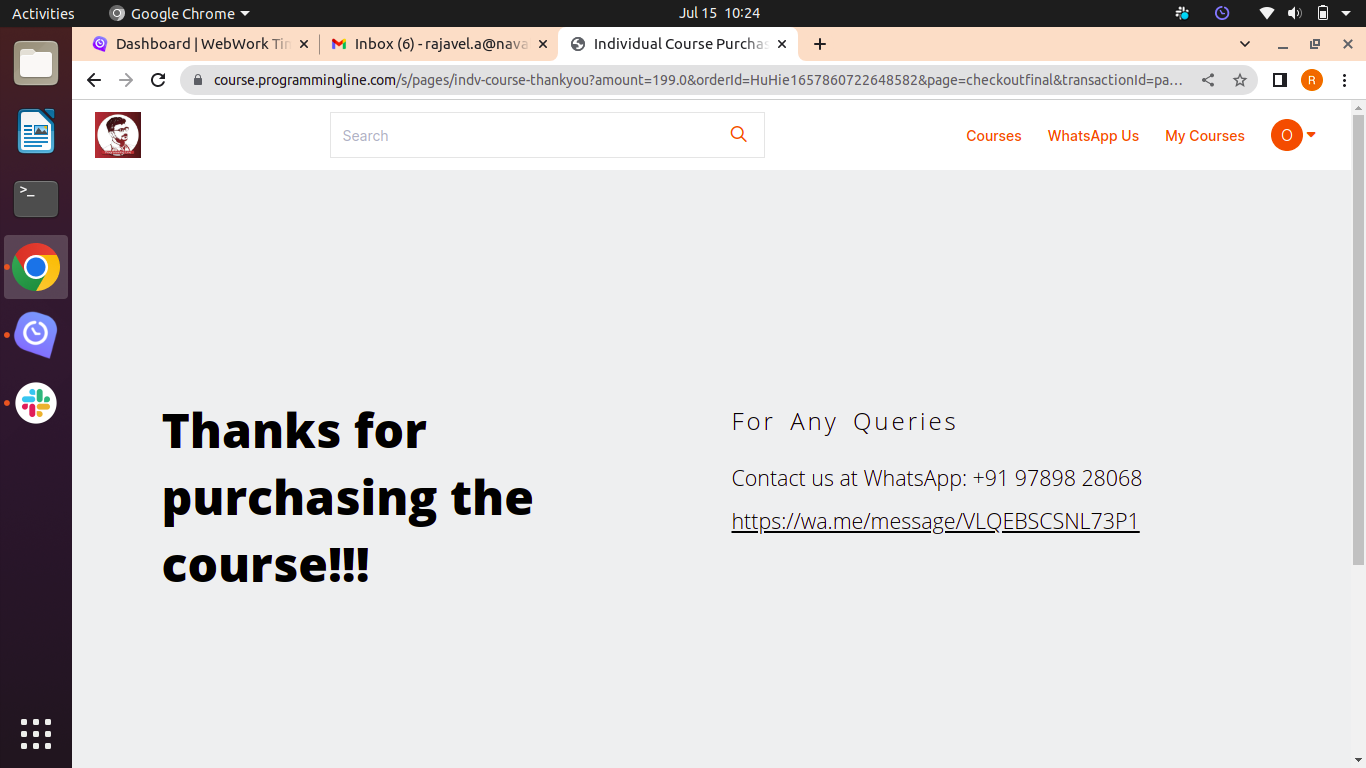 Activities
Google Chrome
Jul 15 10:24
Dashboard | WebWork Tin
Inbox (6) - rajavel.a@nava
Individual Course Purchas
course.programmingline.com/s/pages/indv-course-thankyou?amount=199.0&orderId=HuHie1657860722648582&page=checkoutfinal&transactionId=pa...
R
Search
Courses
WhatsApp Us
My Courses
O
>_
Thanks for
purchasing the
course!!!
For Any Queries
Contact us at WhatsApp: +91 97898 28068
https://wa.me/message/VLQEBSCSNL73P1